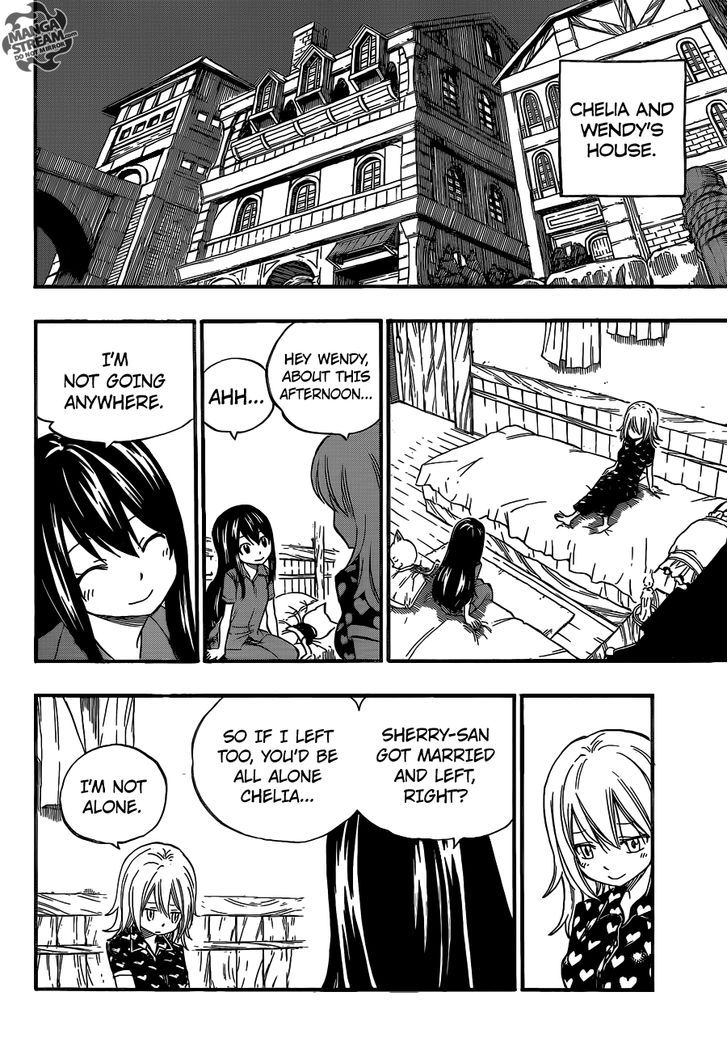 MANGA
STREAM.com
DO NOT MIRROR
CHELIA AND
WENDY'S
HOUSE.
HEY WENDY,
ABOUT THIS
AFTERNOON...
AHH...
I'M
NOT GOING
ANYWHERE.
SHERRY-SAN
GOT MARRIED
AND LEFT,
RIGHT?
SO IF I LEFT
TOO, YOU'D BE
ALL ALONE
CHELIA...
I'M NOT
ALONE.